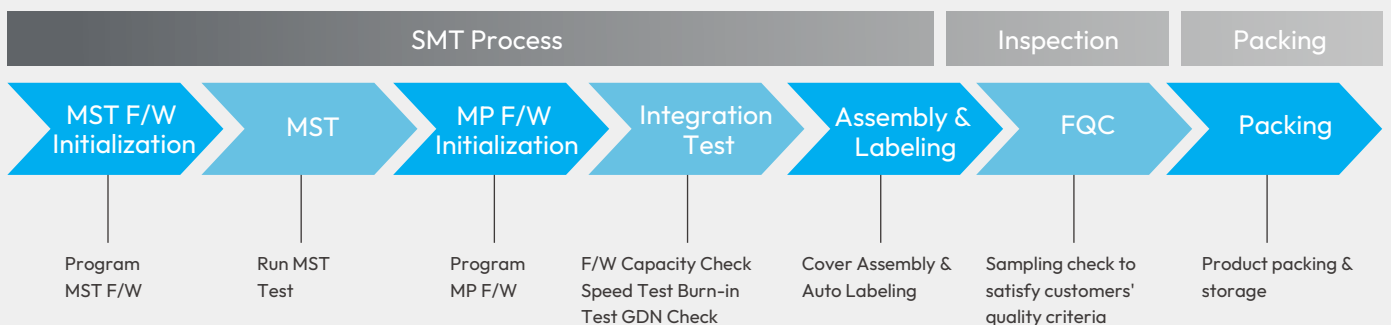 SMT Process
Inspection
Packing
MST F/W
Initialization
MST
MP F/W
Initialization
Integration
Test
Assembly &
Labeling
FQC
Packing
Program
MST F/W
Run MST
Test
Program
MP F/W
F/W Capacity Check
Speed Test Burn-in
Test GDN Check
Cover Assembly &
Auto Labeling
Sampling check to
satisfy customers'
quality criteria
Product packing &
storage